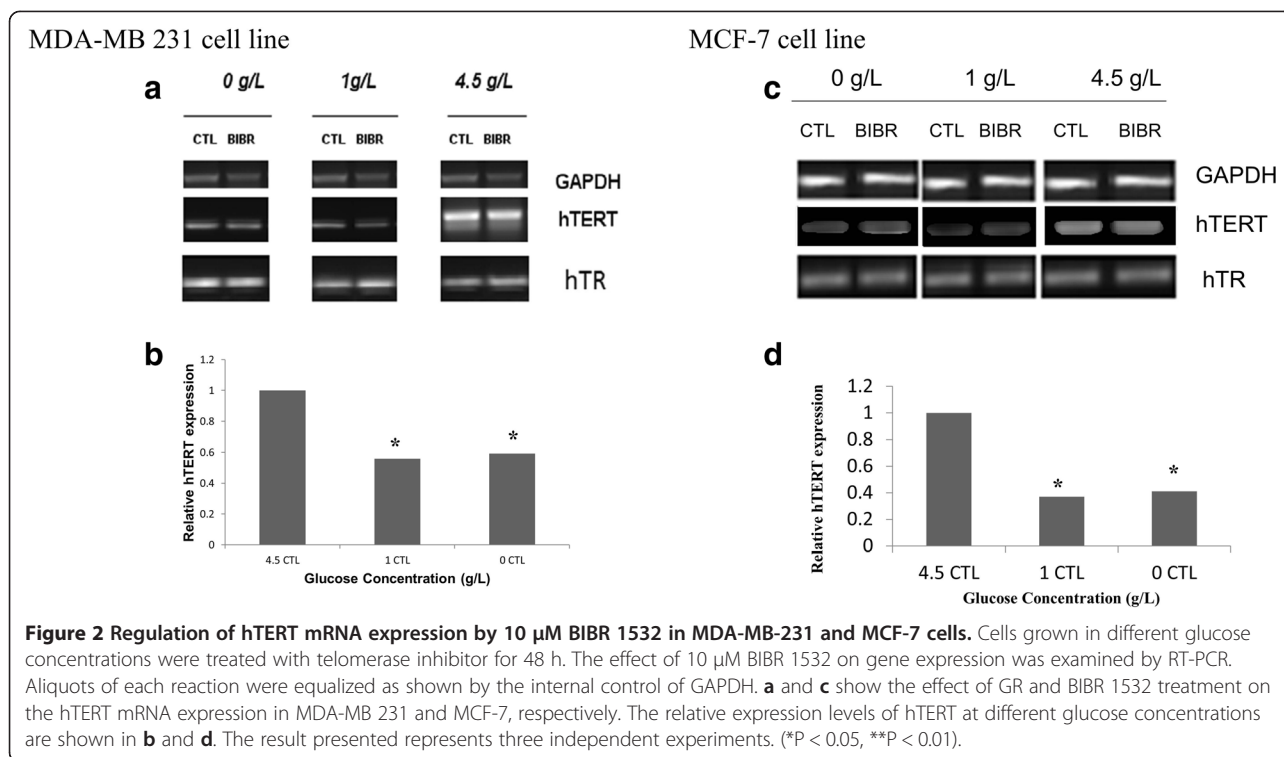 MDA-MB 231 cell line
MCF-7 cell line
a
0 g/L 1g/L 4.5 g/L
CTL BIBR CTL BIBR CTL BIBR
GAPDH
hTERT
hTR
c
0 g/L 1 g/L 4.5 g/L
CTL BIBR CTL BIBR CTL BIBR
GAPDH
hTERT
hTR
b
Relative hTERT expression
1.2
1
0.8
0.6
0.4
0.2
0
* *
4.5 CTL 1 CTL 0 CTL
Glucose Concentration (g/L)
d
Relative hTERT expression
1.2
1
0.8
0.6
0.4
0.2
0
* *
4.5 CTL 1 CTL 0 CTL
Glucose Concentration (g/L)
Figure 2 Regulation of hTERT mRNA expression by 10 μM BIBR 1532 in MDA-MB-231 and MCF-7 cells. Cells grown in different glucose
concentrations were treated with telomerase inhibitor for 48 h. The effect of 10 μM BIBR 1532 on gene expression was examined by RT-PCR.
Aliquots of each reaction were equalized as shown by the internal control of GAPDH. a and c show the effect of GR and BIBR 1532 treatment on
the hTERT mRNA expression in MDA-MB 231 and MCF-7, respectively. The relative expression levels of hTERT at different glucose concentrations
are shown in b and d. The result presented represents three independent experiments. (*P < 0.05, **P < 0.01).